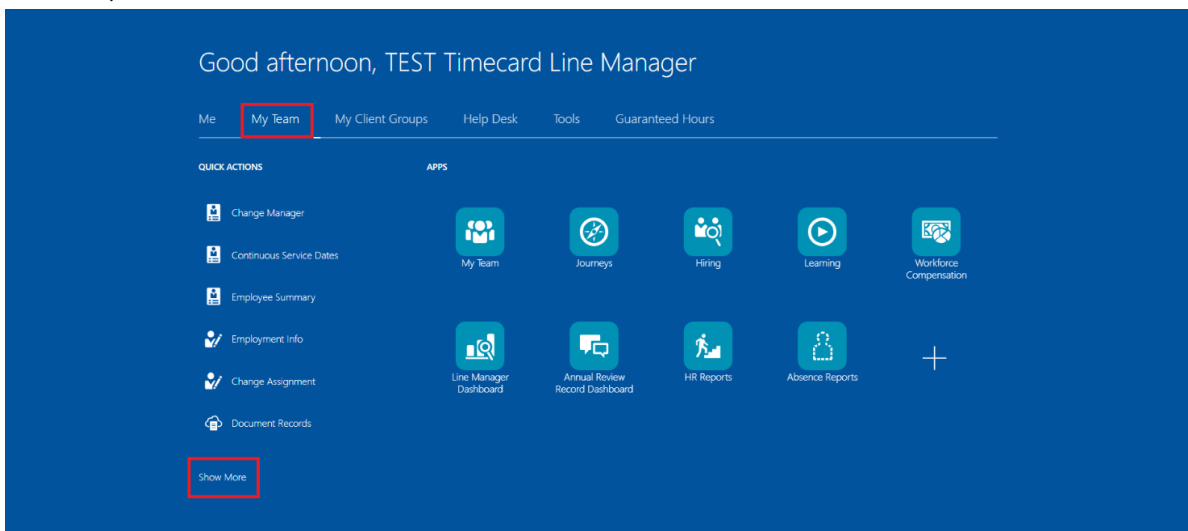 Good afternoon, TEST Timecard Line Manager
Me My Team My Client Groups Help Desk Tools Guaranteed Hours
QUICK ACTIONS
Change Manager
Continuous Service Dates
Employee Summary
Employment Info
Change Assignment
Document Records
Show More
APPS
My Team
Journeys
Hiring
Learning
Workforce
Compensation
Line Manager
Dashboard
Annual Review
Record Dashboard
HR Reports
Absence Reports